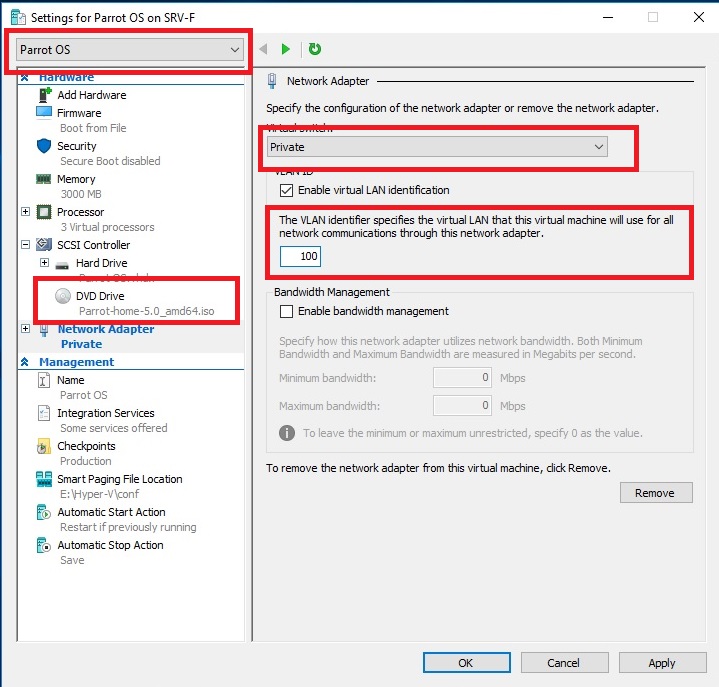 Settings for Parrot OS on SRV-F
Parrot OS
Hardware
Add Hardware
Firmware
Boot from File
Security
Secure Boot disabled
Memory
3000 MB
Processor
3 Virtual processors
SCSI Controller
Hard Drive
Parrot OS.vhdx
DVD Drive
Parrot-home-5.0_amd64.iso
Network Adapter
Private
Management
Name
Parrot OS
Integration Services
Some services offered
Checkpoints
Production
Smart Paging File Location
E:\Hyper-V\conf
Automatic Start Action
Restart if previously running
Automatic Stop Action
Save
Network Adapter
Specify the configuration of the network adapter or remove the network adapter.
Virtual switch:
Private
VLAN ID
Enable virtual LAN identification
The VLAN identifier specifies the virtual LAN that this virtual machine will use for all
network communications through this network adapter.
100
Bandwidth Management
Enable bandwidth management
Specify how this network adapter utilizes network bandwidth. Both Minimum
Bandwidth and Maximum Bandwidth are measured in Megabits per second.
Minimum bandwidth: 0 Mbps
Maximum bandwidth: 0 Mbps
To leave the minimum or maximum unrestricted, specify 0 as the value.
To remove the network adapter from this virtual machine, click Remove.
Remove
OK Cancel Apply